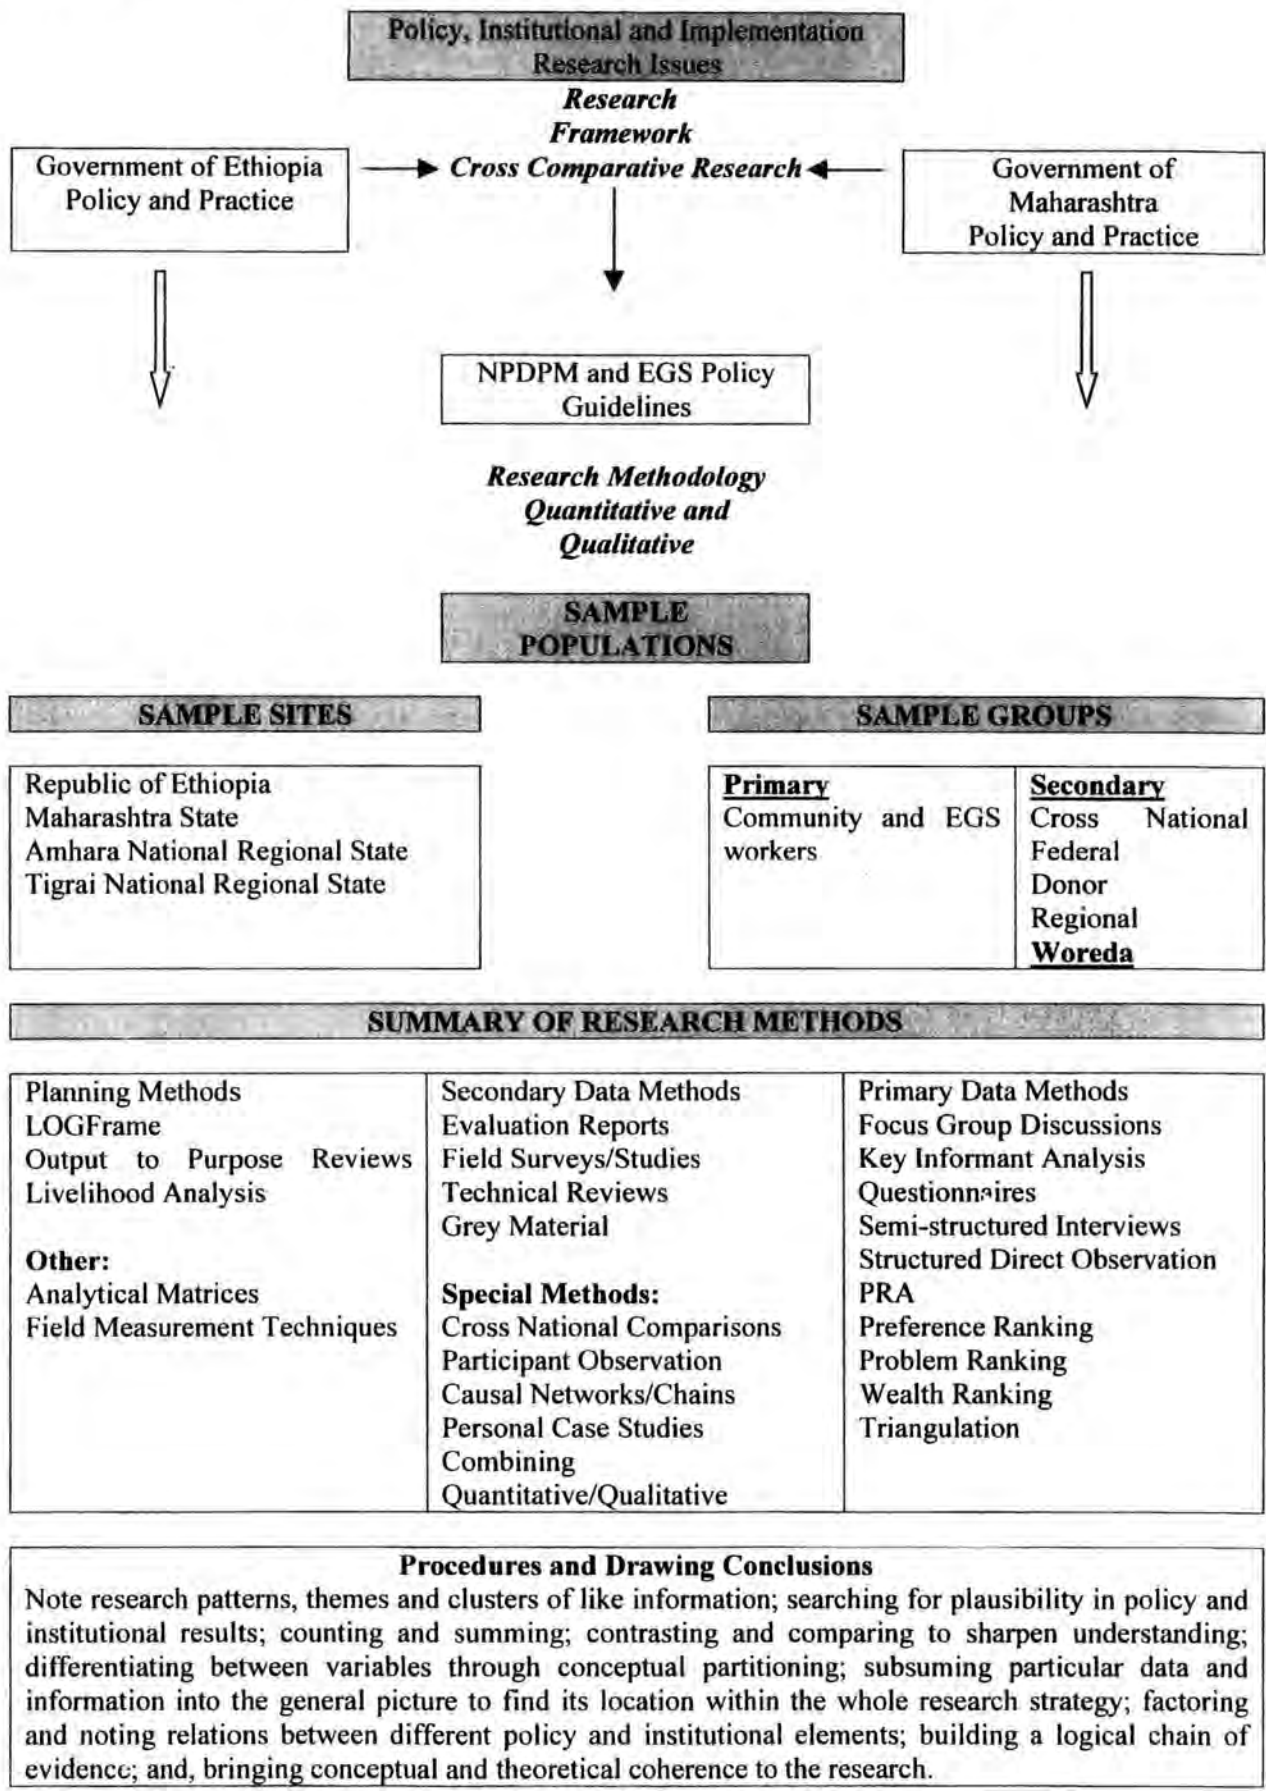 Policy, Institutional and Implementation
Research Issues
Research
Framework
Cross Comparative Research
Government of Ethiopia
Policy and Practice
Government of
Maharashtra
Policy and Practice
NPDPM and EGS Policy
Guidelines
Research Methodology
Quantitative and
Qualitative
SAMPLE
POPULATIONS
SAMPLE SITES
Republic of Ethiopia
Maharashtra State
Amhara National Regional State
Tigrai National Regional State
SAMPLE GROUPS
Primary
Community and EGS
workers
Secondary
Cross National
Federal
Donor
Regional
Woreda
SUMMARY OF RESEARCH METHODS
Planning Methods
LOGFrame
Output to Purpose Reviews
Livelihood Analysis
Other:
Analytical Matrices
Field Measurement Techniques
Secondary Data Methods
Evaluation Reports
Field Surveys/Studies
Technical Reviews
Grey Material
Special Methods:
Cross National Comparisons
Participant Observation
Causal Networks/Chains
Personal Case Studies
Combining
Quantitative/Qualitative
Primary Data Methods
Focus Group Discussions
Key Informant Analysis
Questionnaires
Semi-structured Interviews
Structured Direct Observation
PRA
Preference Ranking
Problem Ranking
Wealth Ranking
Triangulation
Procedures and Drawing Conclusions
Note research patterns, themes and clusters of like information; searching for plausibility in policy and
institutional results; counting and summing; contrasting and comparing to sharpen understanding;
differentiating between variables through conceptual partitioning; subsuming particular data and
information into the general picture to find its location within the whole research strategy; factoring
and noting relations between different policy and institutional elements; building a logical chain of
evidence; and, bringing conceptual and theoretical coherence to the research.